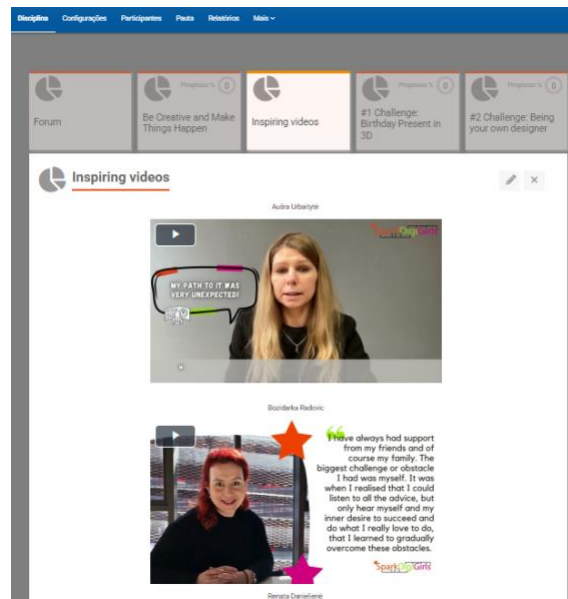 Disciplina Configurações Participantes Pauta Relatórios Mais
Forum
Progresso % 0
Be Creative and Make
Things Happen
Inspiring videos
Progresso % 0
#1 Challenge:
Birthday Present in
3D
Progresso % 0
#2 Challenge: Being
your own designer
Inspiring videos
Aušra Urbaitytė
SparkDigiGirls
MY PATH TO IT WAS
VERY UNEXPECTED!
Bozidarka Radovic
I have always had support
from my friends and of
course my family. The
biggest challenge or obstacle
I had was myself. It was
when I realised that I could
listen to all the advice, but
only hear myself and my
inner desire to succeed and
do what I really love to do,
that I learned to gradually
overcome these obstacles.
SparkDigiGirls
Renata Danielienė